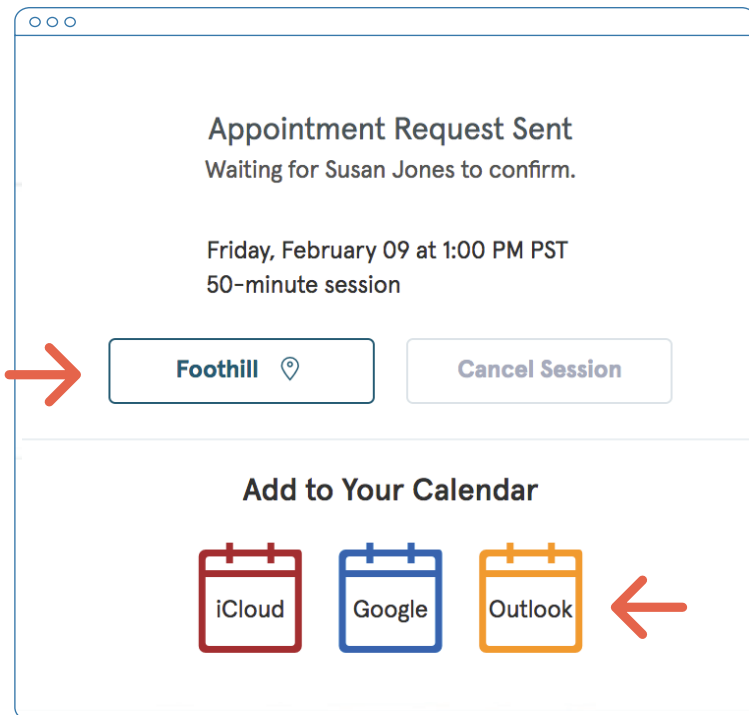 Appointment Request Sent
Waiting for Susan Jones to confirm.
Friday, February 09 at 1:00 PM PST
50-minute session
Foothill
Cancel Session
Add to Your Calendar
iCloud
Google
Outlook